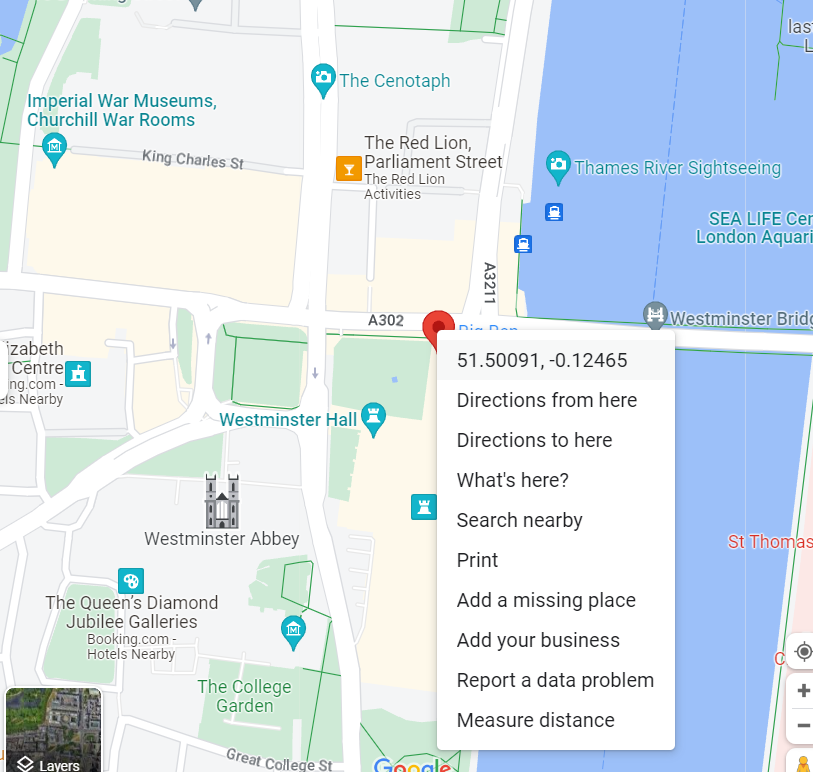 las
L
The Cenotaph
Imperial War Museums,
Churchill War Rooms
King Charles St
The Red Lion,
Parliament Street
The Red Lion
Activities
Thames River Sightseeing
SEA LIFE Cen
London Aquari
A3211
A302
Big Ben
Westminster Bridg
izabeth
Centre
ng.com -
els Nearby
Westminster Hall
Westminster Abbey
The Queen's Diamond
Jubilee Galleries
Booking.com -
Hotels Nearby
The College
Garden
Great College St
St Thomas
51.50091, -0.12465
Directions from here
Directions to here
What's here?
Search nearby
Print
Add a missing place
Add your business
Report a data problem
Measure distance
Layers
Google